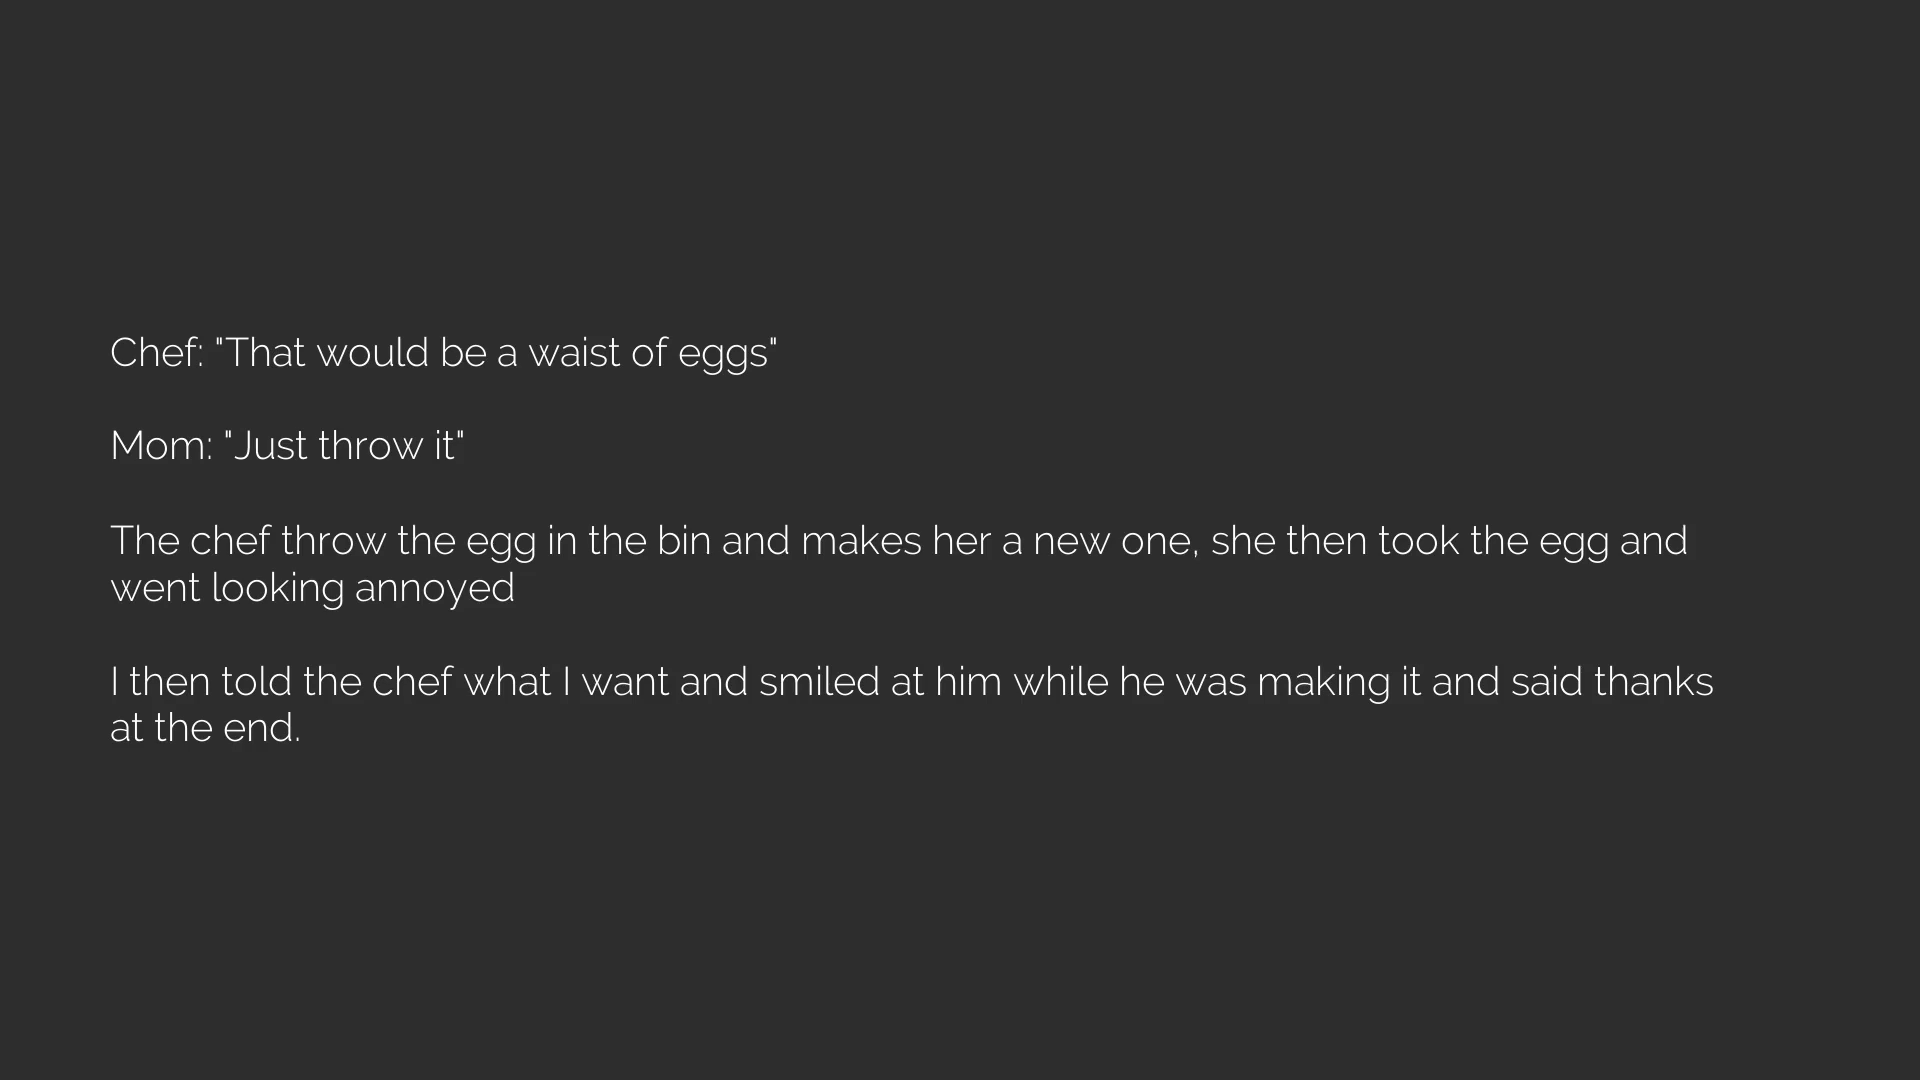 Chef: "That would be a waist of eggs"
Mom: "Just throw it"
The chef throw the egg in the bin and makes her a new one, she then took the egg and
went looking annoyed
I then told the chef what I want and smiled at him while he was making it and said thanks
at the end.